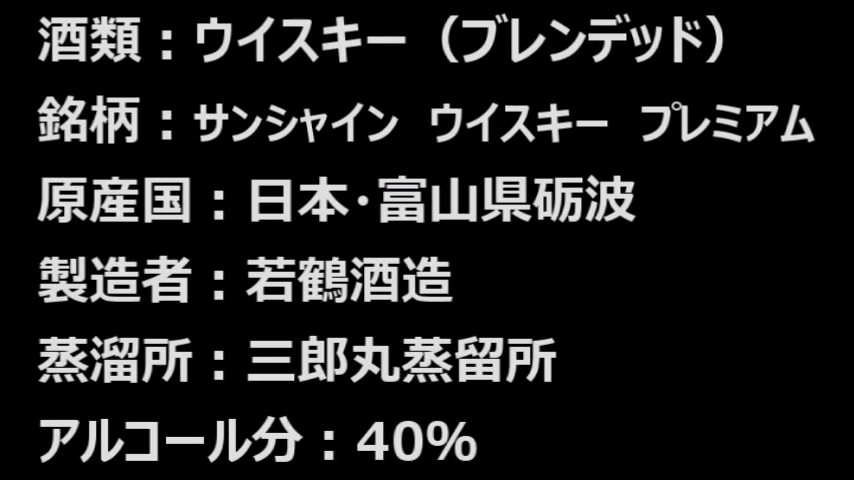 酒類：ウイスキー（ブレンデッド）
銘柄：サンシャイン　ウイスキー　プレミアム
原産国：日本・富山県砺波
製造者：若鶴酒造
蒸溜所：三郎丸蒸留所
アルコール分：40%